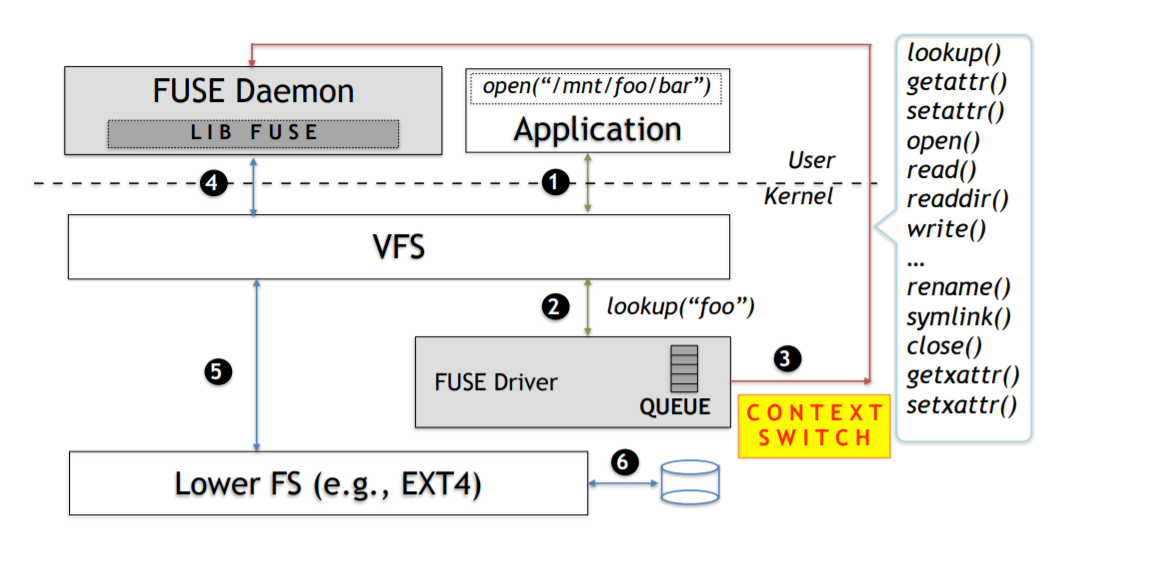 FUSE Daemon
LIB FUSE
open(“/mnt/foo/bar”)
Application
User
Kernel
4
1
VFS
2
lookup(“foo”)
FUSE Driver
QUEUE
3
CONTEXT
SWITCH
5
Lower FS (e.g., EXT4)
6
lookup()
getattr()
setattr()
open()
read()
readdir()
write()
…
rename()
symlink()
close()
getxattr()
setxattr()